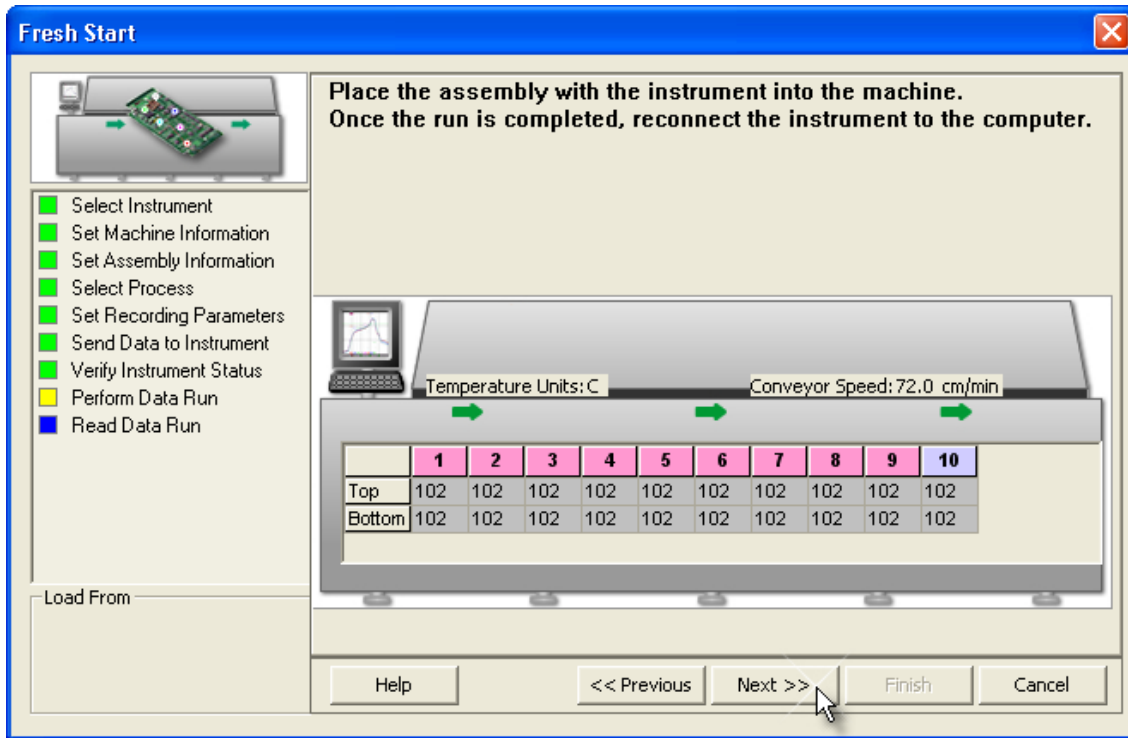 Fresh Start
Place the assembly with the instrument into the machine.
Once the run is completed, reconnect the instrument to the computer.
Select Instrument
Set Machine Information
Set Assembly Information
Select Process
Set Recording Parameters
Send Data to Instrument
Verify Instrument Status
Perform Data Run
Read Data Run
Load From
Temperature Units: C Conveyor Speed: 72.0 cm/min
1 2 3 4 5 6 7 8 9 10
Top 102 102 102 102 102 102 102 102 102 102
Bottom 102 102 102 102 102 102 102 102 102 102
Help << Previous Next >> Finish Cancel